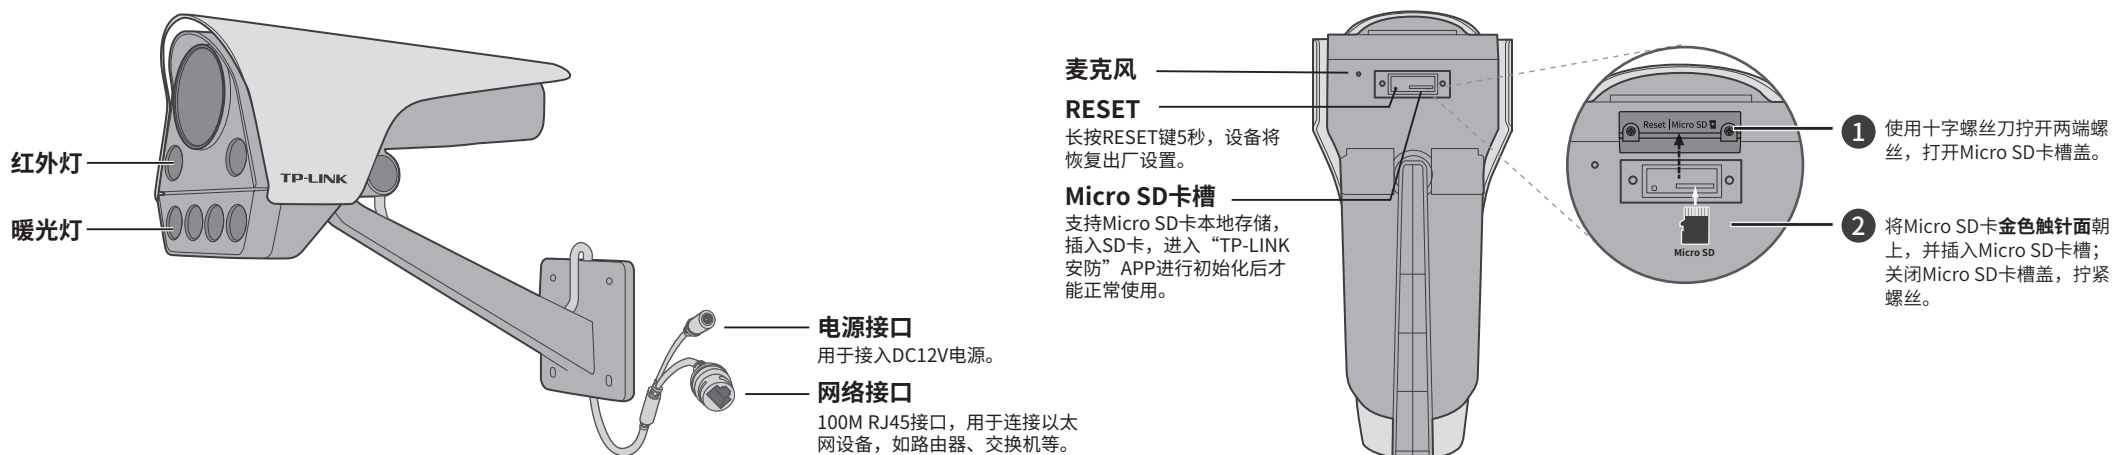 红外灯
暖光灯
TP-LINK
电源接口
用于接入DC12V电源。
网络接口
100M RJ45接口，用于连接以太
网设备，如路由器、交换机等。
麦克风
RESET
长按RESET键5秒，设备将
恢复出厂设置。
Micro SD卡槽
支持Micro SD卡本地存储，
插入SD卡，进入“TP-LINK
安防”APP进行初始化后才
能正常使用。
Reset | Micro SD
Micro SD
1 使用十字螺丝刀拧开两端螺
丝，打开Micro SD卡槽盖。
2 将Micro SD卡金色触针面朝
上，并插入Micro SD卡槽；
关闭Micro SD卡槽盖，拧紧
螺丝。